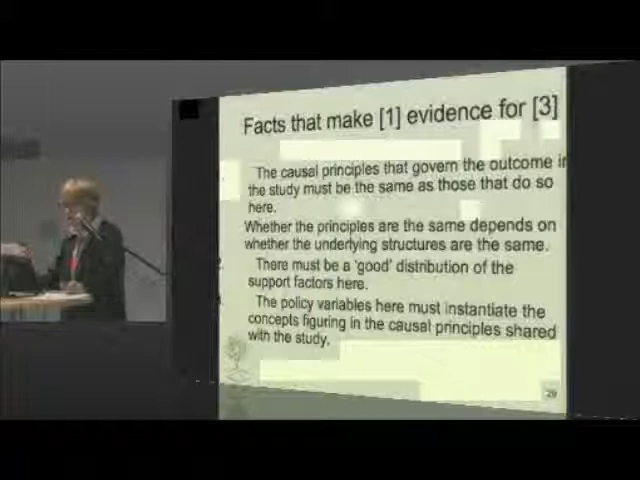 Facts that make [1] evidence for [3]
The causal principles that govern the outcome in
the study must be the same as those that do so
here.
Whether the principles are the same depends on
whether the underlying structures are the same.
There must be a 'good' distribution of the
support factors here.
The policy variables here must instantiate the
concepts figuring in the causal principles shared
with the study.
29